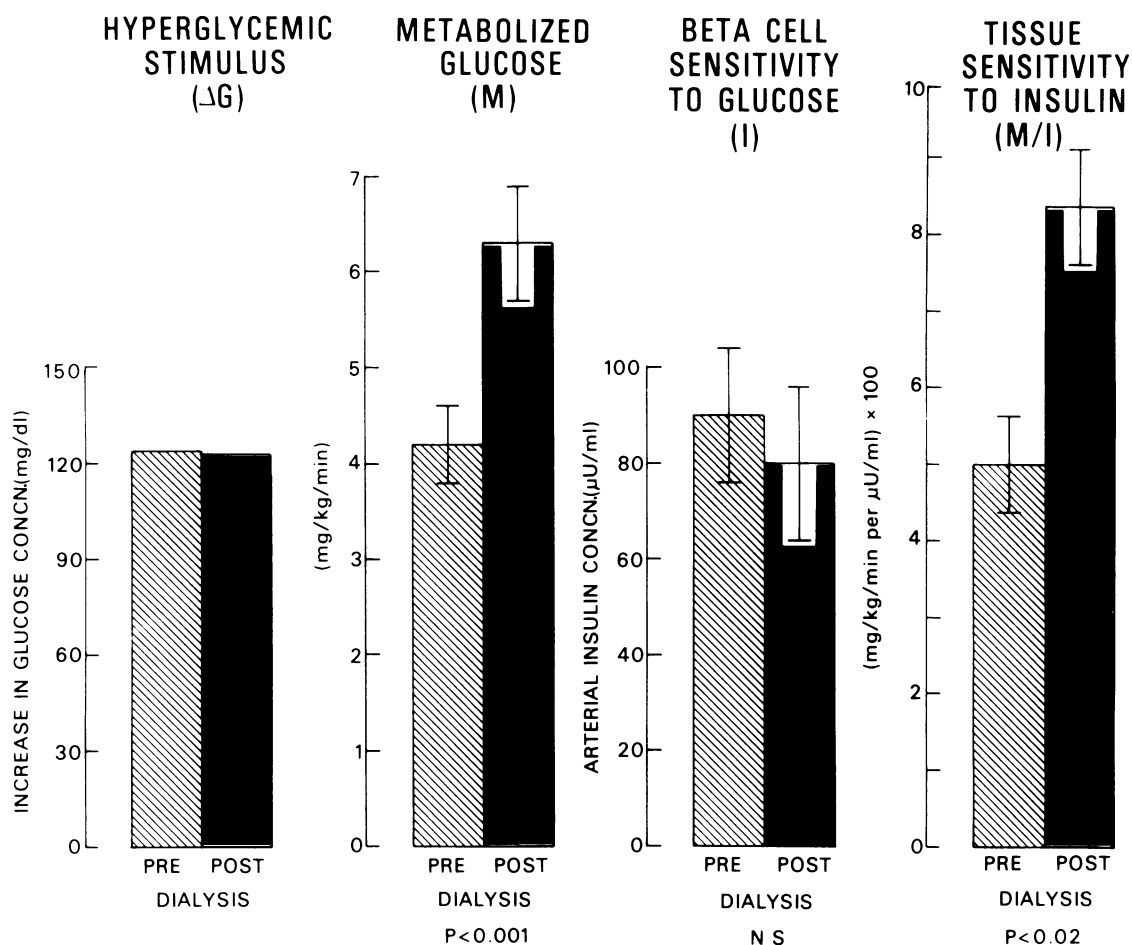 HYPERGLYCEMIC
STIMULUS
(⊿G)
METABOLIZED
GLUCOSE
(M)
BETA CELL
SENSITIVITY
TO GLUCOSE
(I)
TISSUE
SENSITIVITY
TO INSULIN
(M/I)
INCREASE IN GLUCOSE CONCN.(mg/dl)
150
120
90
60
30
0
PRE POST
DIALYSIS
(mg/kg/min)
7
6
5
4
3
2
1
0
PRE POST
DIALYSIS
P<0.001
ARTERIAL INSULIN CONCN.(μU/ml)
100
80
60
40
20
0
PRE POST
DIALYSIS
N S
(mg/kg/min per μU/ml) × 100
10
8
6
4
2
0
PRE POST
DIALYSIS
P<0.02